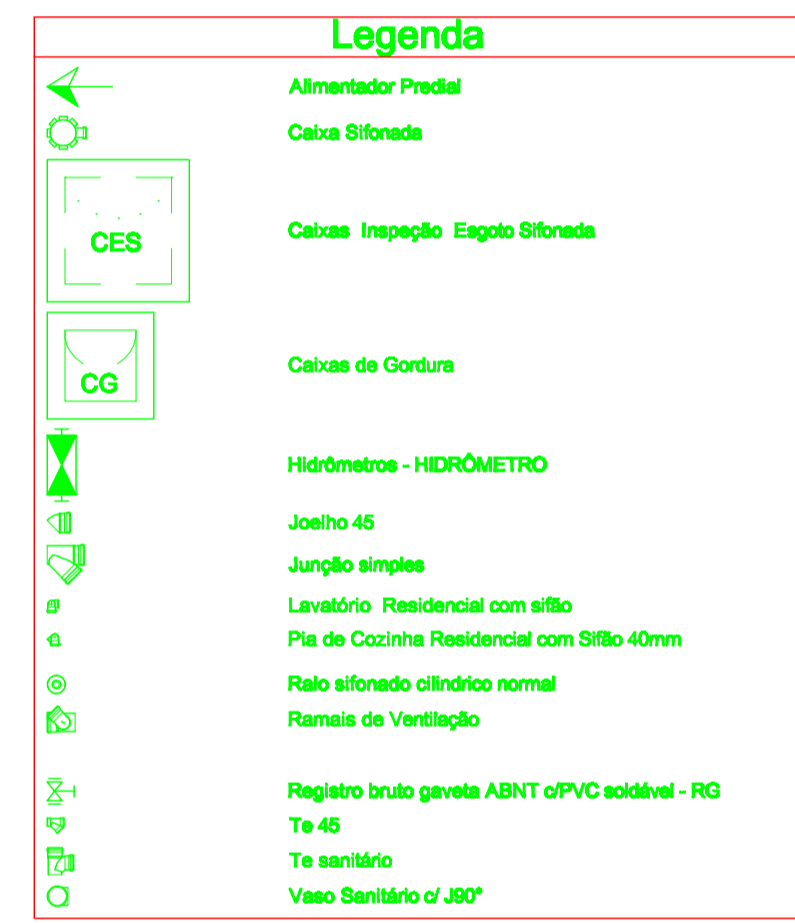 Legenda
Alimentador Predial
Caixa Sifonada
CES
Caixas Inspeção Esgoto Sifonada
CG
Caixas de Gordura
Hidrômetros - HIDRÔMETRO
Joelho 45
Junção simples
Lavatório Residencial com sifão
Pia de Cozinha Residencial com Sifão 40mm
Ralo sifonado cilindrico normal
Ramais de Ventilação
Registro bruto gaveta ABNT c/PVC soldável - RG
Te 45
Te sanitário
Vaso Sanitário c/ J90°